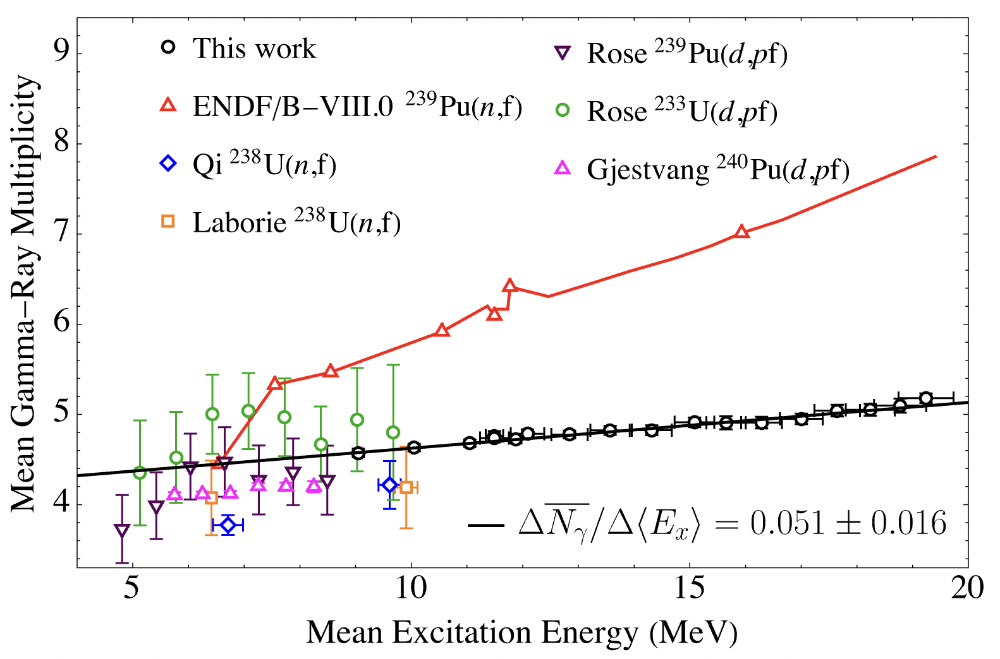 9
8
7
6
5
4
Mean Gamma−Ray Multiplicity
This work
ENDF/B−VIII.0 ²³⁹Pu(n,f)
Qi ²³⁸U(n,f)
Laborie ²³⁸U(n,f)
Rose ²³⁹Pu(d,pf)
Rose ²³³U(d,pf)
Gjestvang ²⁴⁰Pu(d,pf)
ΔN̅_γ/Δ⟨E_x⟩ = 0.051 ± 0.016
5 10 15 20
Mean Excitation Energy (MeV)